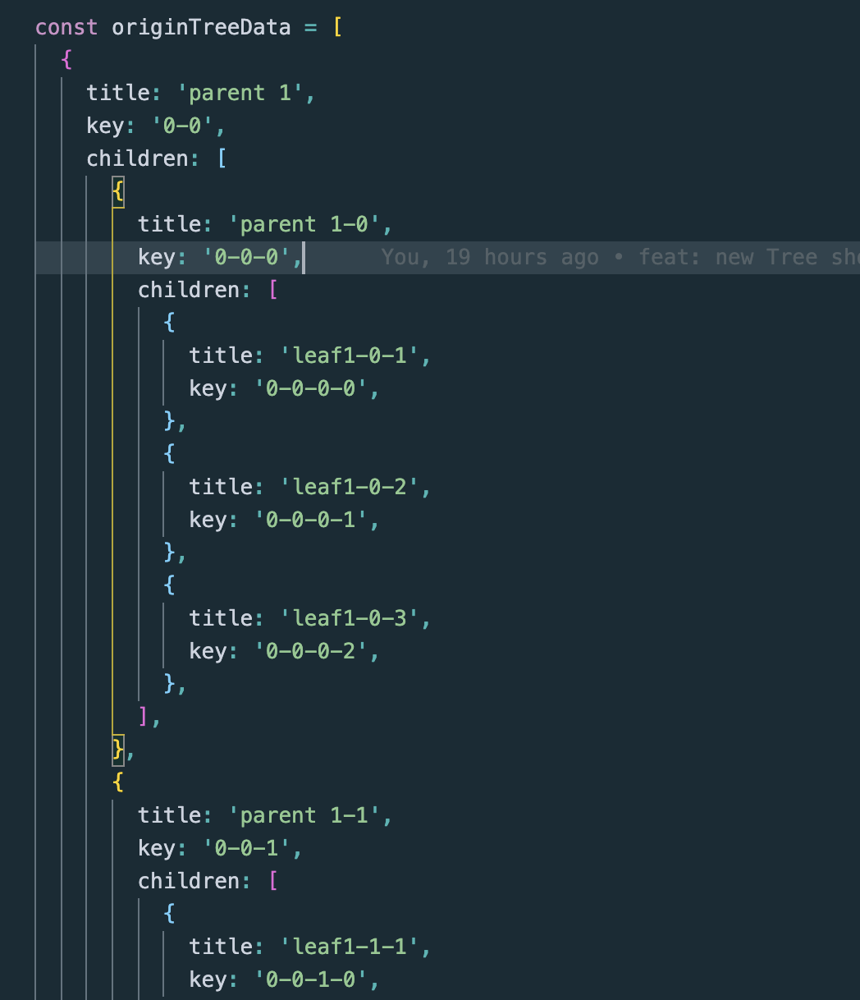 const originTreeData = [
{
title: 'parent 1',
key: '0-0',
children: [
{
title: 'parent 1-0',
key: '0-0-0', You, 19 hours ago • feat: new Tree
children: [
{
title: 'leaf1-0-1',
key: '0-0-0-0',
},
{
title: 'leaf1-0-2',
key: '0-0-0-1',
},
{
title: 'leaf1-0-3',
key: '0-0-0-2',
},
],
},
{
title: 'parent 1-1',
key: '0-0-1',
children: [
{
title: 'leaf1-1-1',
key: '0-0-1-0',